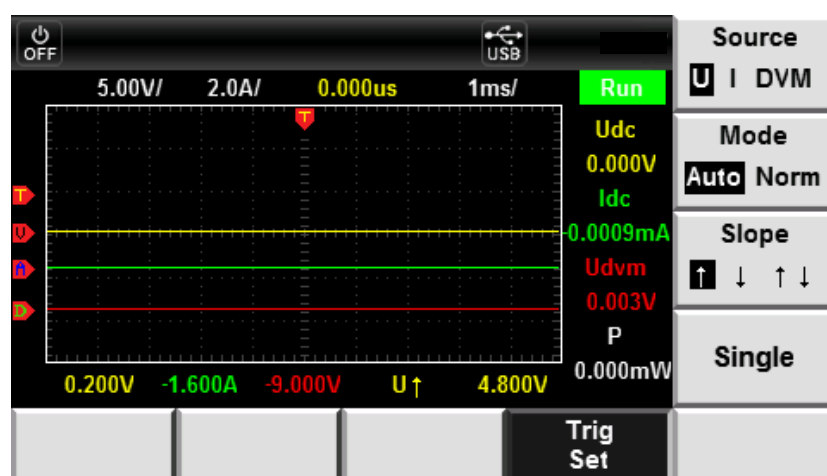 OFF
USB
5.00V/ 2.0A/ 0.000us 1ms/ Run
T
Udc
0.000V
Idc
-0.0009mA
Udvm
0.003V
P
0.000mW
T
V
A
D
0.200V -1.600A -9.000V U↑ 4.800V
Source
U I DVM
Mode
Auto Norm
Slope
↑ ↓ ↑↓
Single
Trig
Set